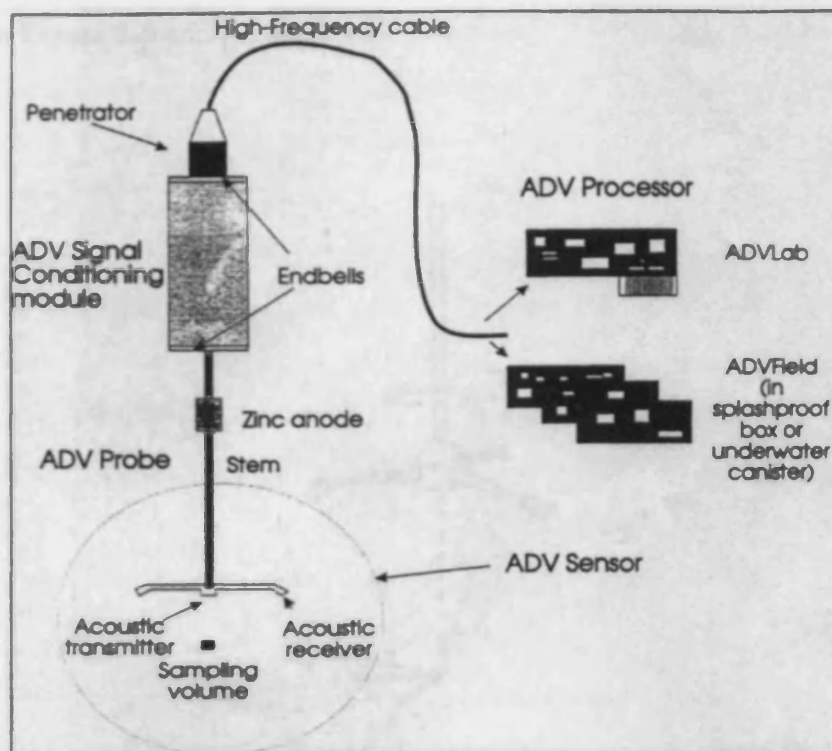 High-Frequency cable
Penetrator
ADV Processor
ADV Signal
Conditioning
module
Endbells
ADVLab
ADVField
(in
splashproof
box or
underwater
canister)
Zinc anode
ADV Probe
Stem
ADV Sensor
Acoustic
transmitter
Acoustic
receiver
Sampling
volume